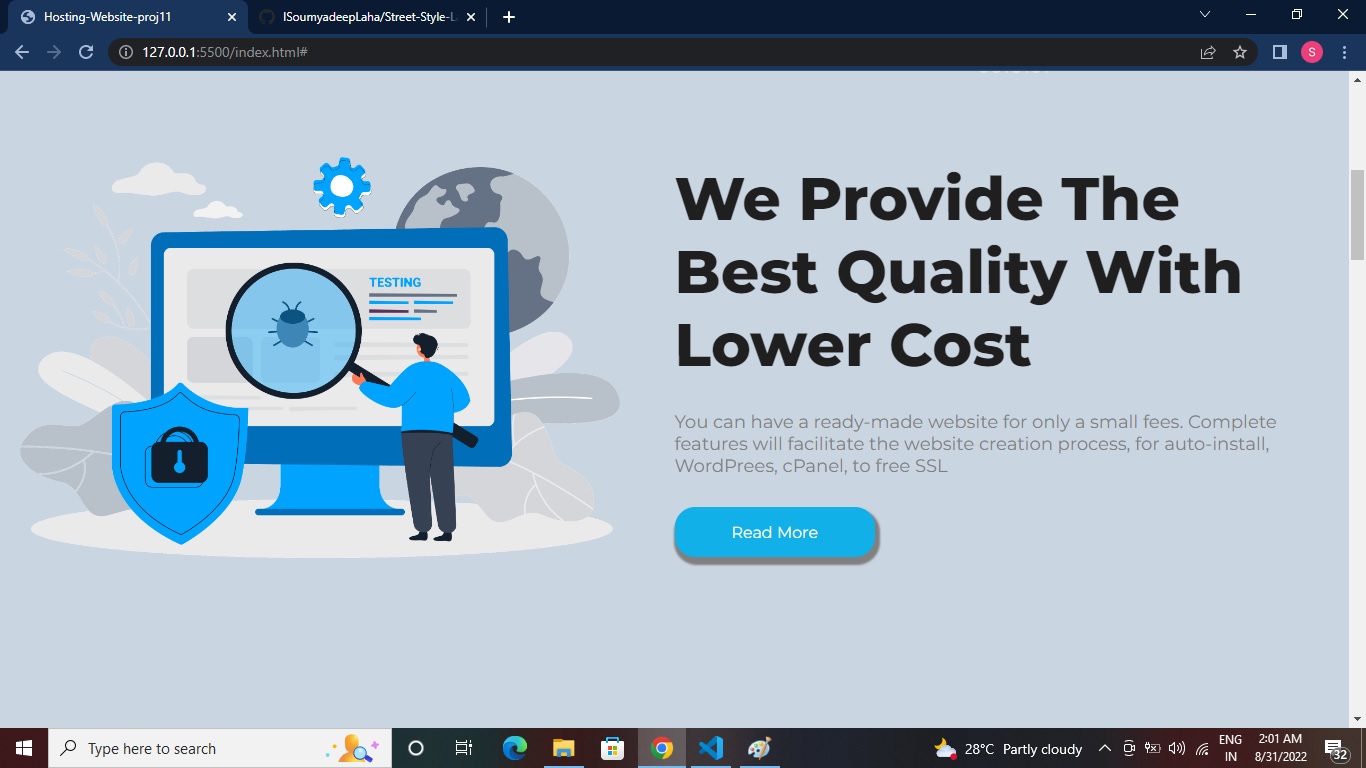 Hosting-Website-proj11
ISoumyadeepLaha/Street-Style-L
127.0.0.1:5500/index.html#
S
We Provide The
Best Quality With
Lower Cost
TESTING
You can have a ready-made website for only a small fees. Complete
features will facilitate the website creation process, for auto-install,
WordPrees, cPanel, to free SSL
Read More
Type here to search
28°C Partly cloudy
ENG
IN
2:01 AM
8/31/2022
32